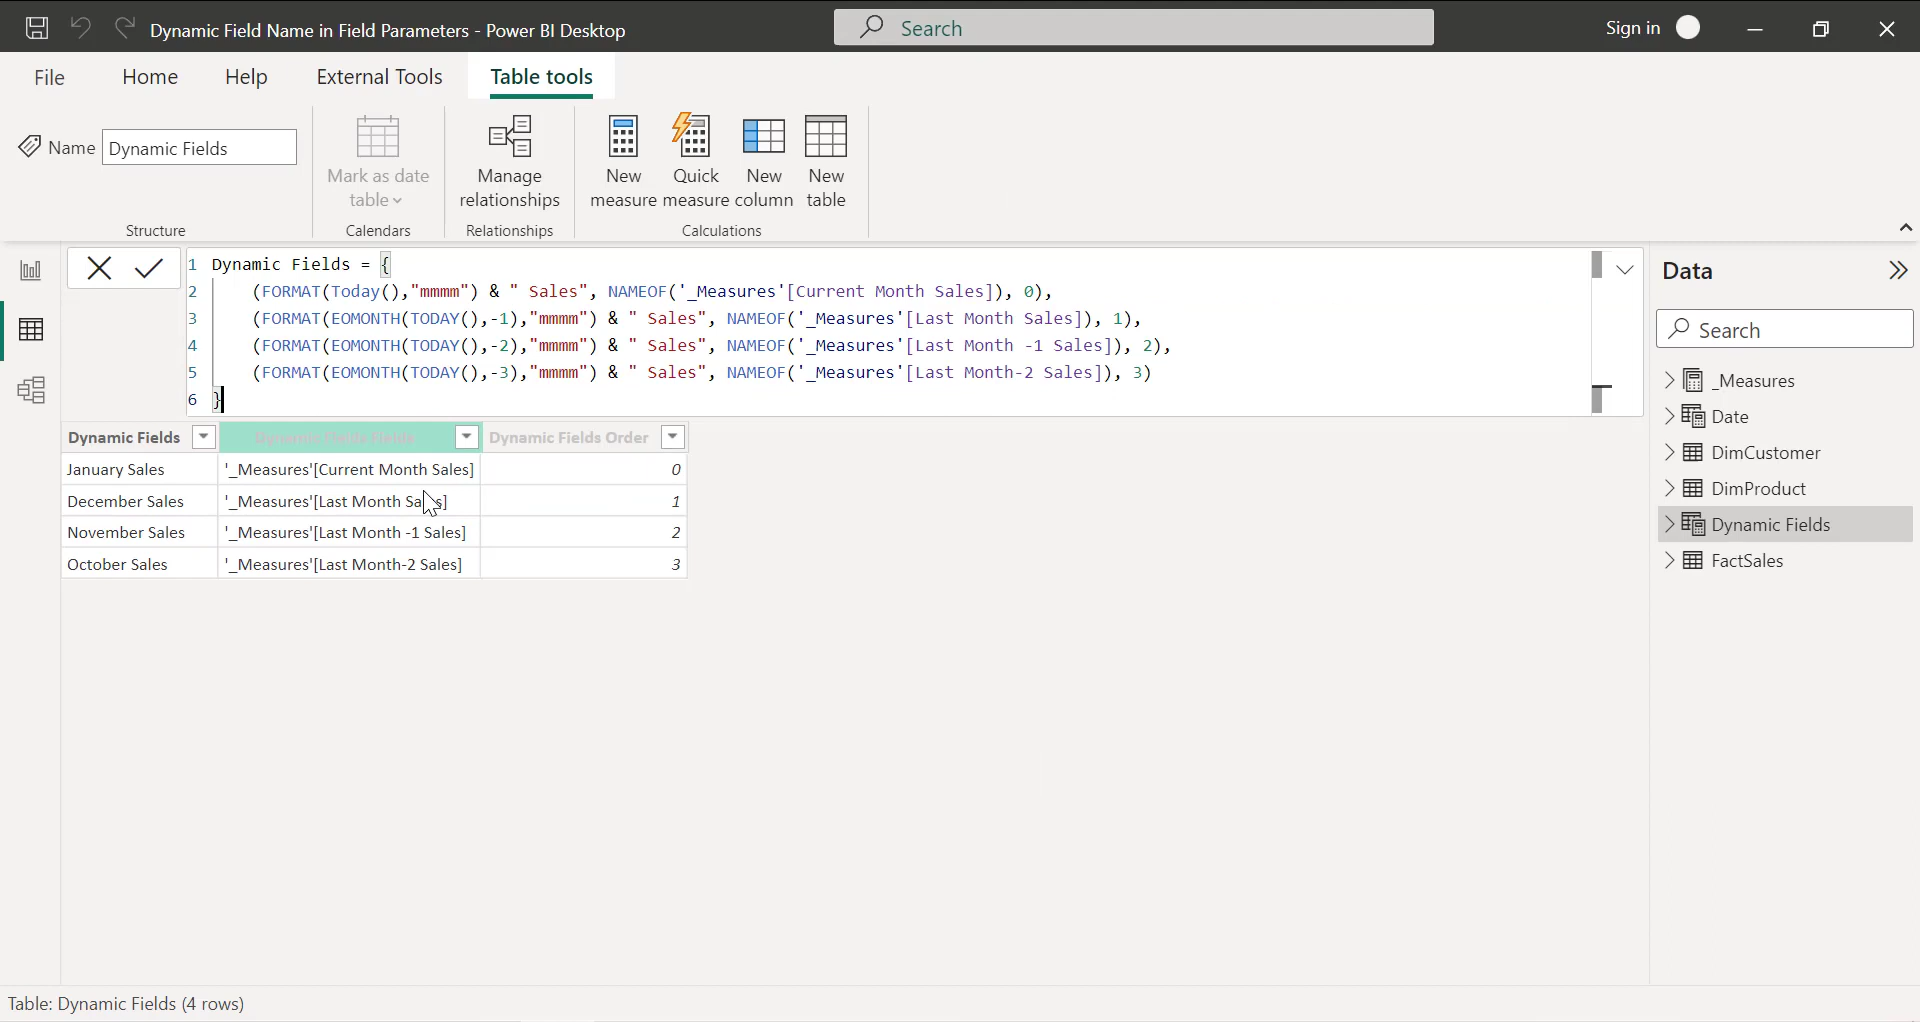 Dynamic Field Name in Field Parameters - Power BI Desktop
Search
Sign in
File
Home
Help
External Tools
Table tools
Name
Dynamic Fields
Mark as date
table
Manage
relationships
New
measure
Quick
measure
New
column
New
table
Structure
Calendars
Relationships
Calculations
1 Dynamic Fields = {
2 (FORMAT(Today(),"mmmm") & " Sales", NAMEOF('_Measures'[Current Month Sales]), 0),
3 (FORMAT(EOMONTH(TODAY(),-1),"mmmm") & " Sales", NAMEOF('_Measures'[Last Month Sales]), 1),
4 (FORMAT(EOMONTH(TODAY(),-2),"mmmm") & " Sales", NAMEOF('_Measures'[Last Month -1 Sales]), 2),
5 (FORMAT(EOMONTH(TODAY(),-3),"mmmm") & " Sales", NAMEOF('_Measures'[Last Month-2 Sales]), 3)
6 }
Dynamic Fields Dynamic Fields Fields Dynamic Fields Order
January Sales '_Measures'[Current Month Sales] 0
December Sales '_Measures'[Last Month Sales] 1
November Sales '_Measures'[Last Month -1 Sales] 2
October Sales '_Measures'[Last Month-2 Sales] 3
Data
Search
_Measures
Date
DimCustomer
DimProduct
Dynamic Fields
FactSales
Table: Dynamic Fields (4 rows)